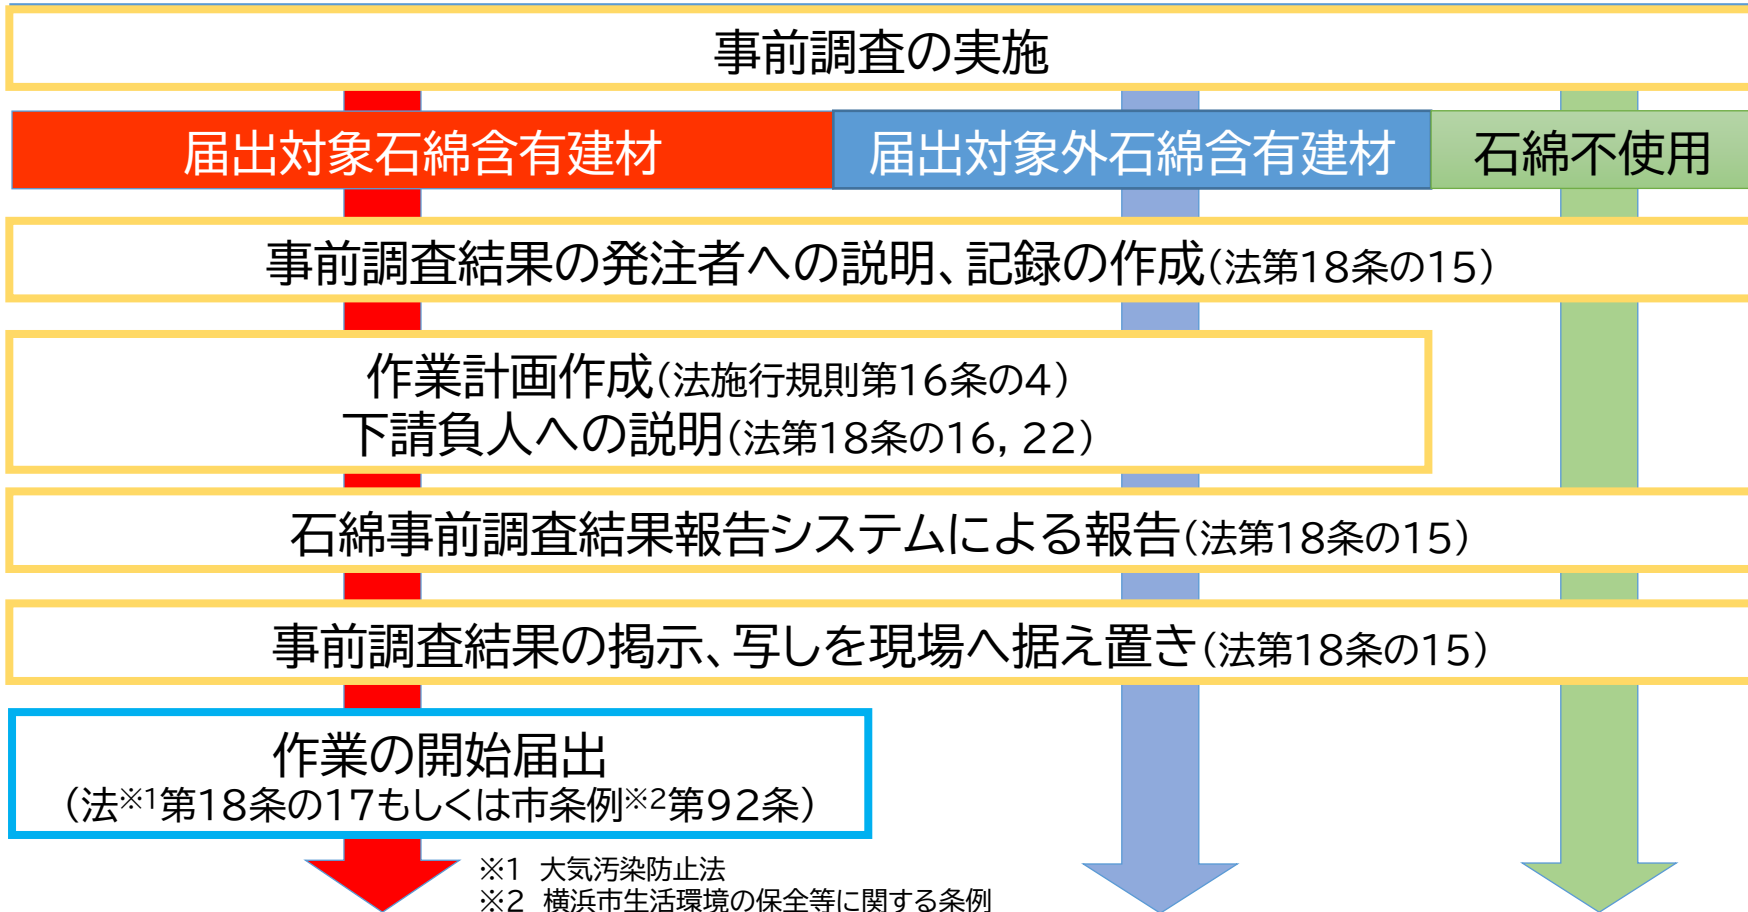 事前調査の実施
届出対象石綿含有建材
届出対象外石綿含有建材
石綿不使用
事前調査結果の発注者への説明、記録の作成(法第18条の15)
作業計画作成(法施行規則第16条の4)
下請負人への説明(法第18条の16, 22)
石綿事前調査結果報告システムによる報告(法第18条の15)
事前調査結果の掲示、写しを現場へ据え置き(法第18条の15)
作業の開始届出
(法※1第18条の17もしくは市条例※2第92条)
※1 大気汚染防止法
※2 横浜市生活環境の保全等に関する条例